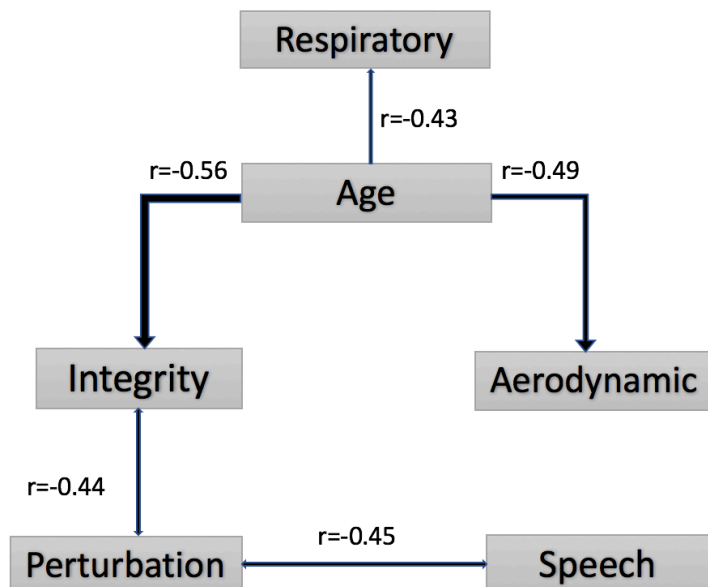 Respiratory
r=-0.43
r=-0.56
Age
r=-0.49
Integrity
Aerodynamic
r=-0.44
r=-0.45
Perturbation
Speech